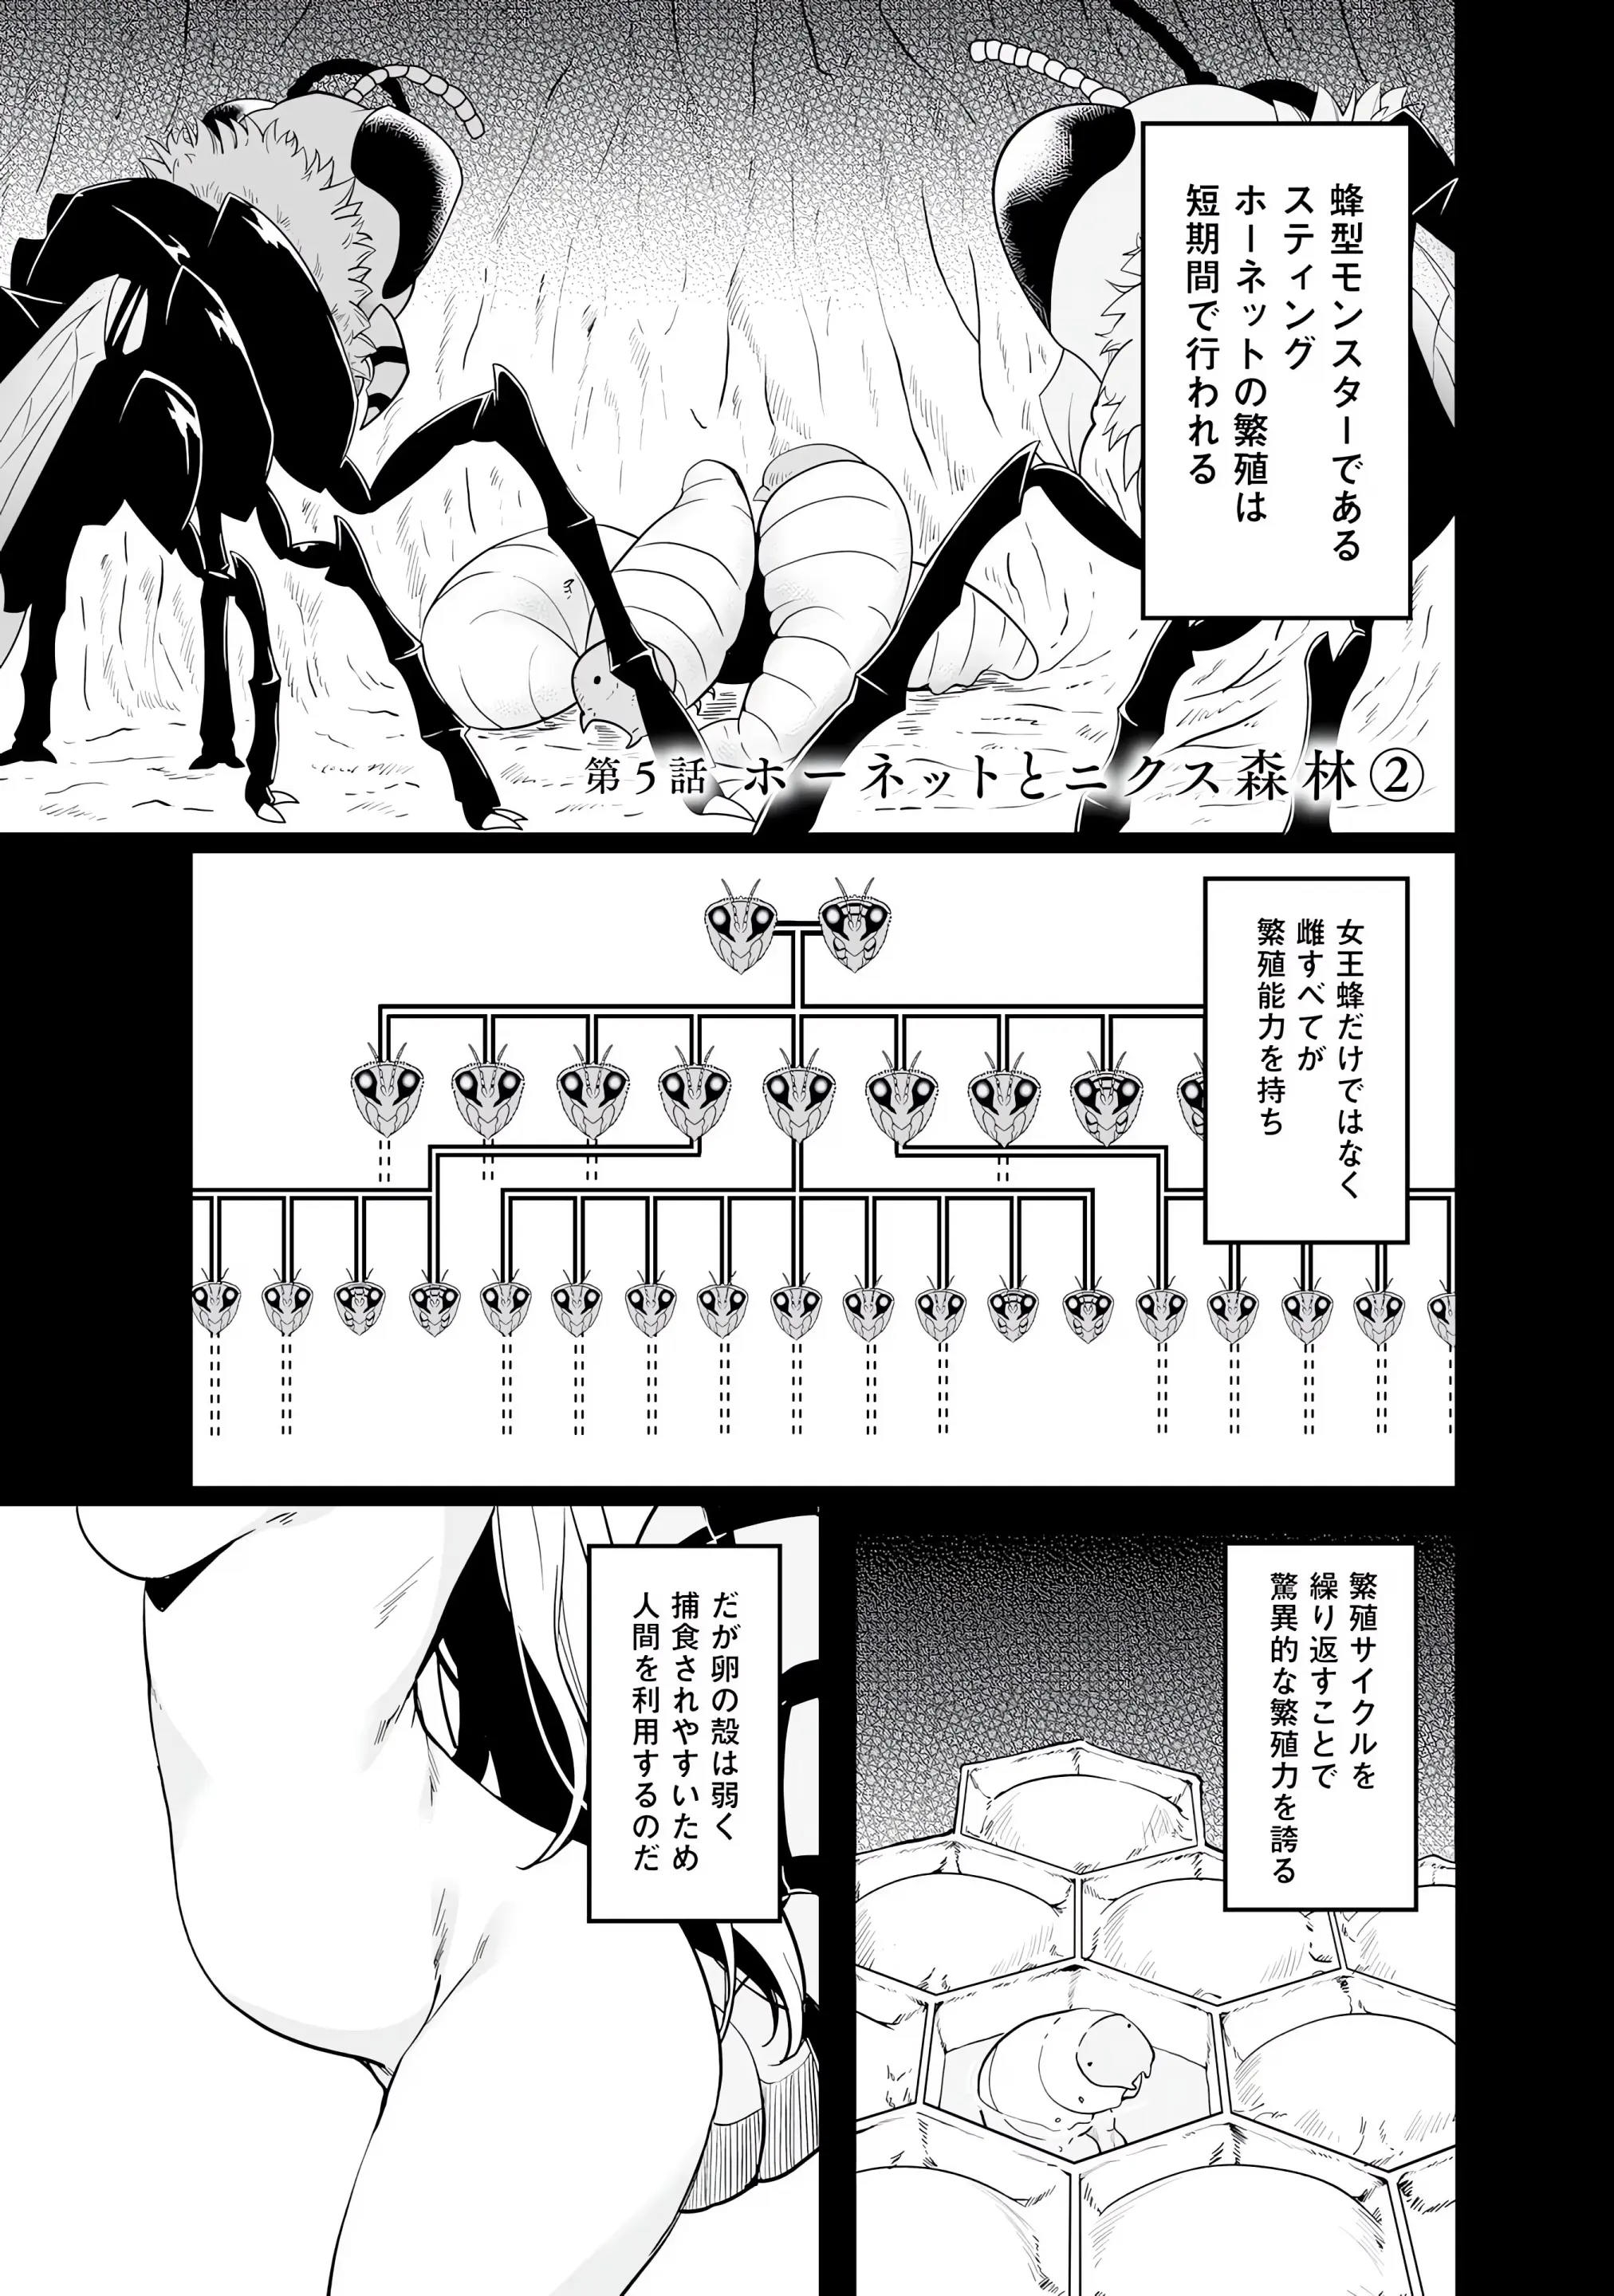 蜂型モンスターである
スティング
ホーネットの繁殖は
短期間で行われる
第5話 ホーネットとニクス森林②
女王蜂だけではなく
雌すべてが
繁殖能力を持ち
繁殖サイクルを
繰り返すことで
驚異的な繁殖力を誇る
だが卵の殻は弱く
捕食されやすいため
人間を利用するのだ